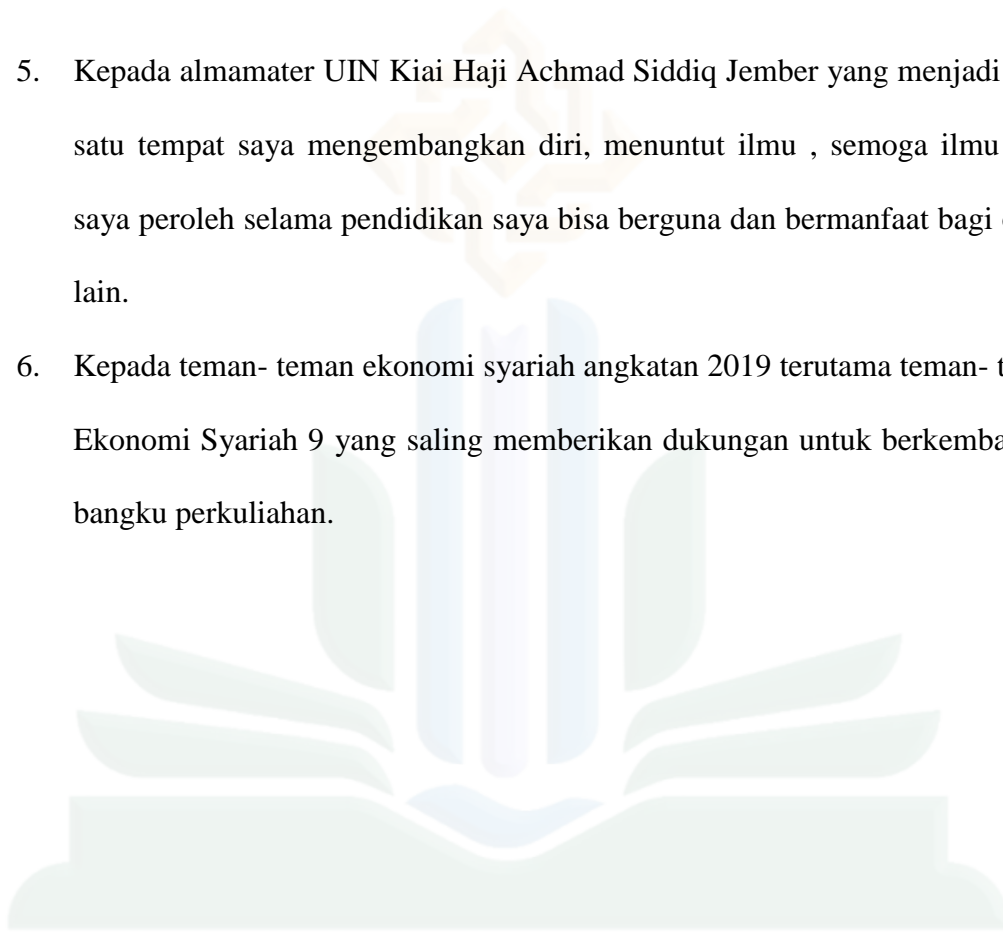 5. Kepada almamater UIN Kiai Haji Achmad Siddiq Jember yang menjadi
satu tempat saya mengembangkan diri, menuntut ilmu , semoga ilmu
saya peroleh selama pendidikan saya bisa berguna dan bermanfaat bagi
lain.
6. Kepada teman- teman ekonomi syariah angkatan 2019 terutama teman-
Ekonomi Syariah 9 yang saling memberikan dukungan untuk
bangku perkuliahan.